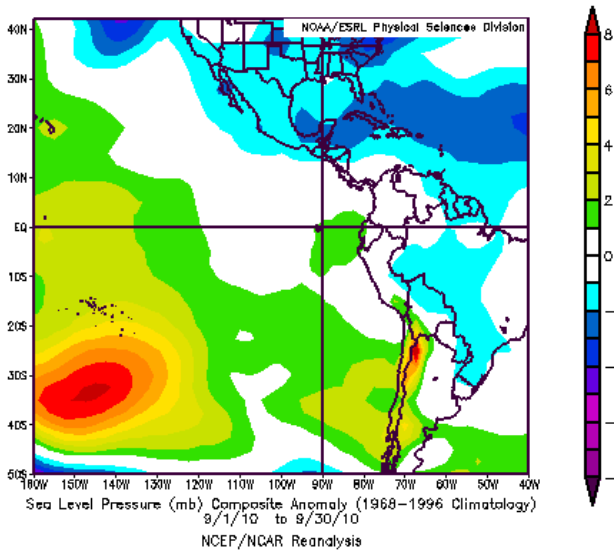 NOAA/ESRL Physical Sciences Division
40N
30N
20N
10N
EQ
10S
20S
30S
40S
50S
160W 150W 140W 130W 120W 110W 100W 90W 80W 70W 60W 50W 40W
8
6
4
2
0
-
-
-
-
Sea Level Pressure (mb) Composite Anomaly (1968-1996 Climatology)
9/1/10 to 9/30/10
NCEP/NCAR Reanalysis